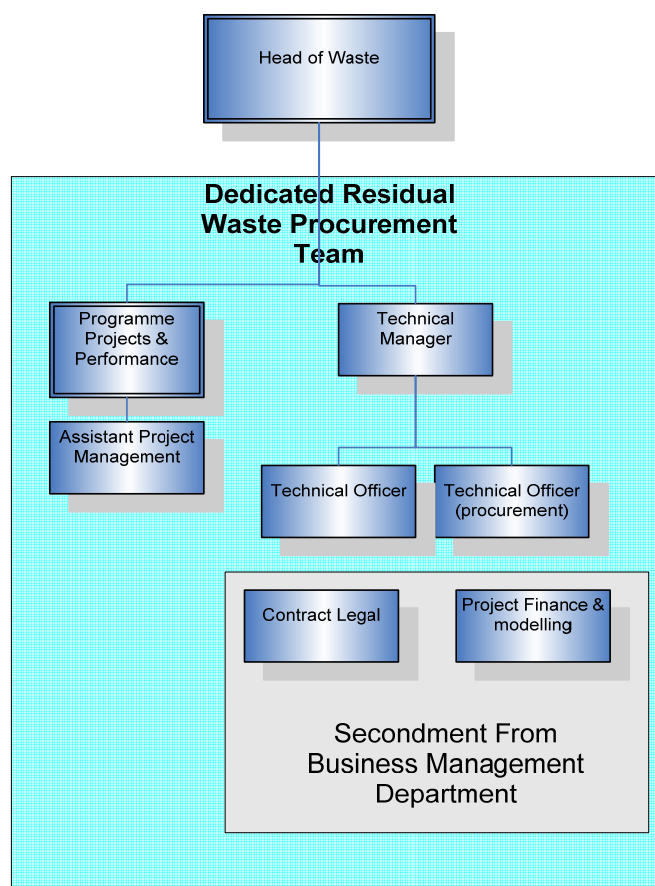 Head of Waste
Dedicated Residual
Waste Procurement
Team
Programme
Projects &
Performance
Technical
Manager
Assistant Project
Management
Technical Officer
Technical Officer
(procurement)
Contract Legal
Project Finance &
modelling
Secondment From
Business Management
Department